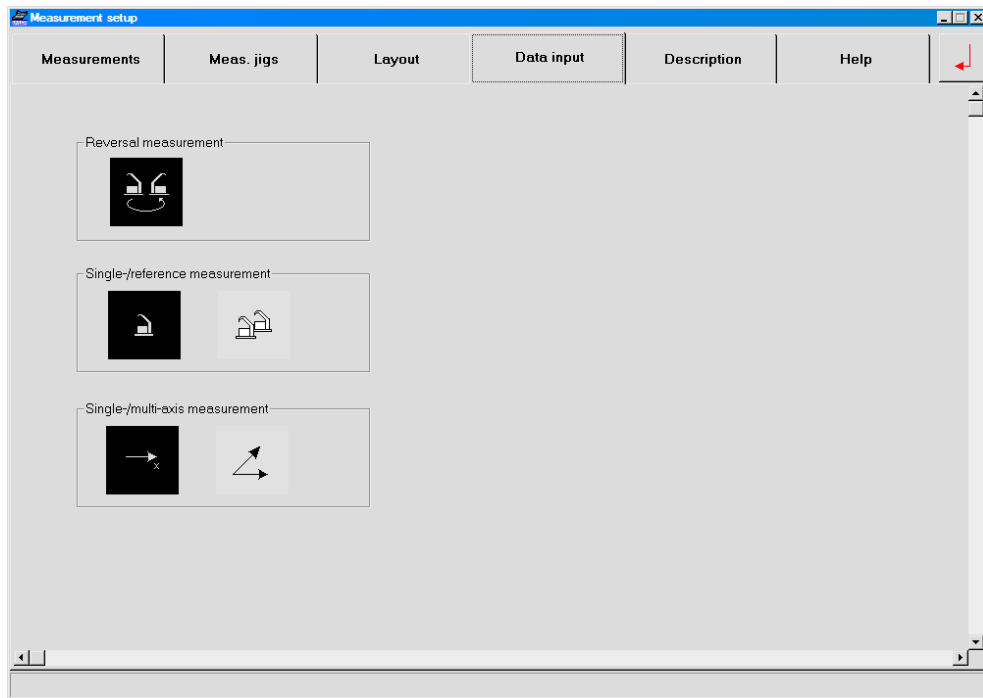 Measurement setup
Measurements Meas. jigs Layout Data input Description Help
Reversal measurement
Single-/reference measurement
Single-/multi-axis measurement
x